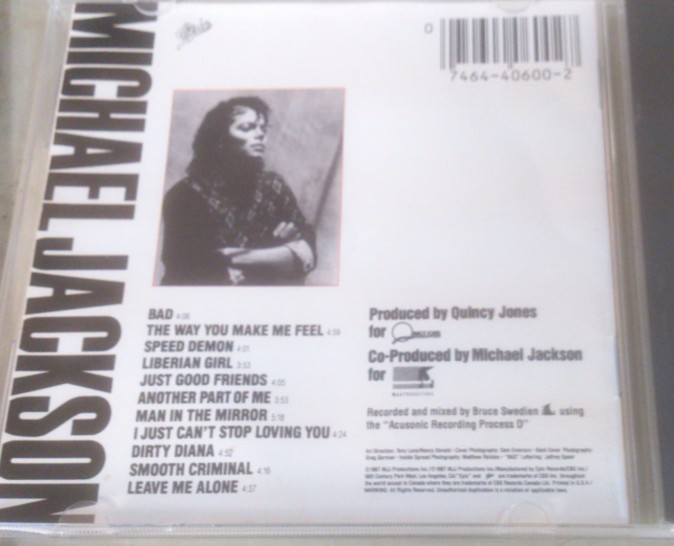 MICHAEL JACKSON
Epic
0
7464-40600-2
BAD 4:06
THE WAY YOU MAKE ME FEEL 4:59
SPEED DEMON 4:01
LIBERIAN GIRL 3:53
JUST GOOD FRIENDS 4:05
ANOTHER PART OF ME 3:53
MAN IN THE MIRROR 5:18
I JUST CAN'T STOP LOVING YOU 4:24
DIRTY DIANA 4:52
SMOOTH CRIMINAL 4:16
LEAVE ME ALONE 4:37
Produced by Quincy Jones
for
Co-Produced by Michael Jackson
for
Recorded and mixed by Bruce Swedien using
the "Acusonic Recording Process D"